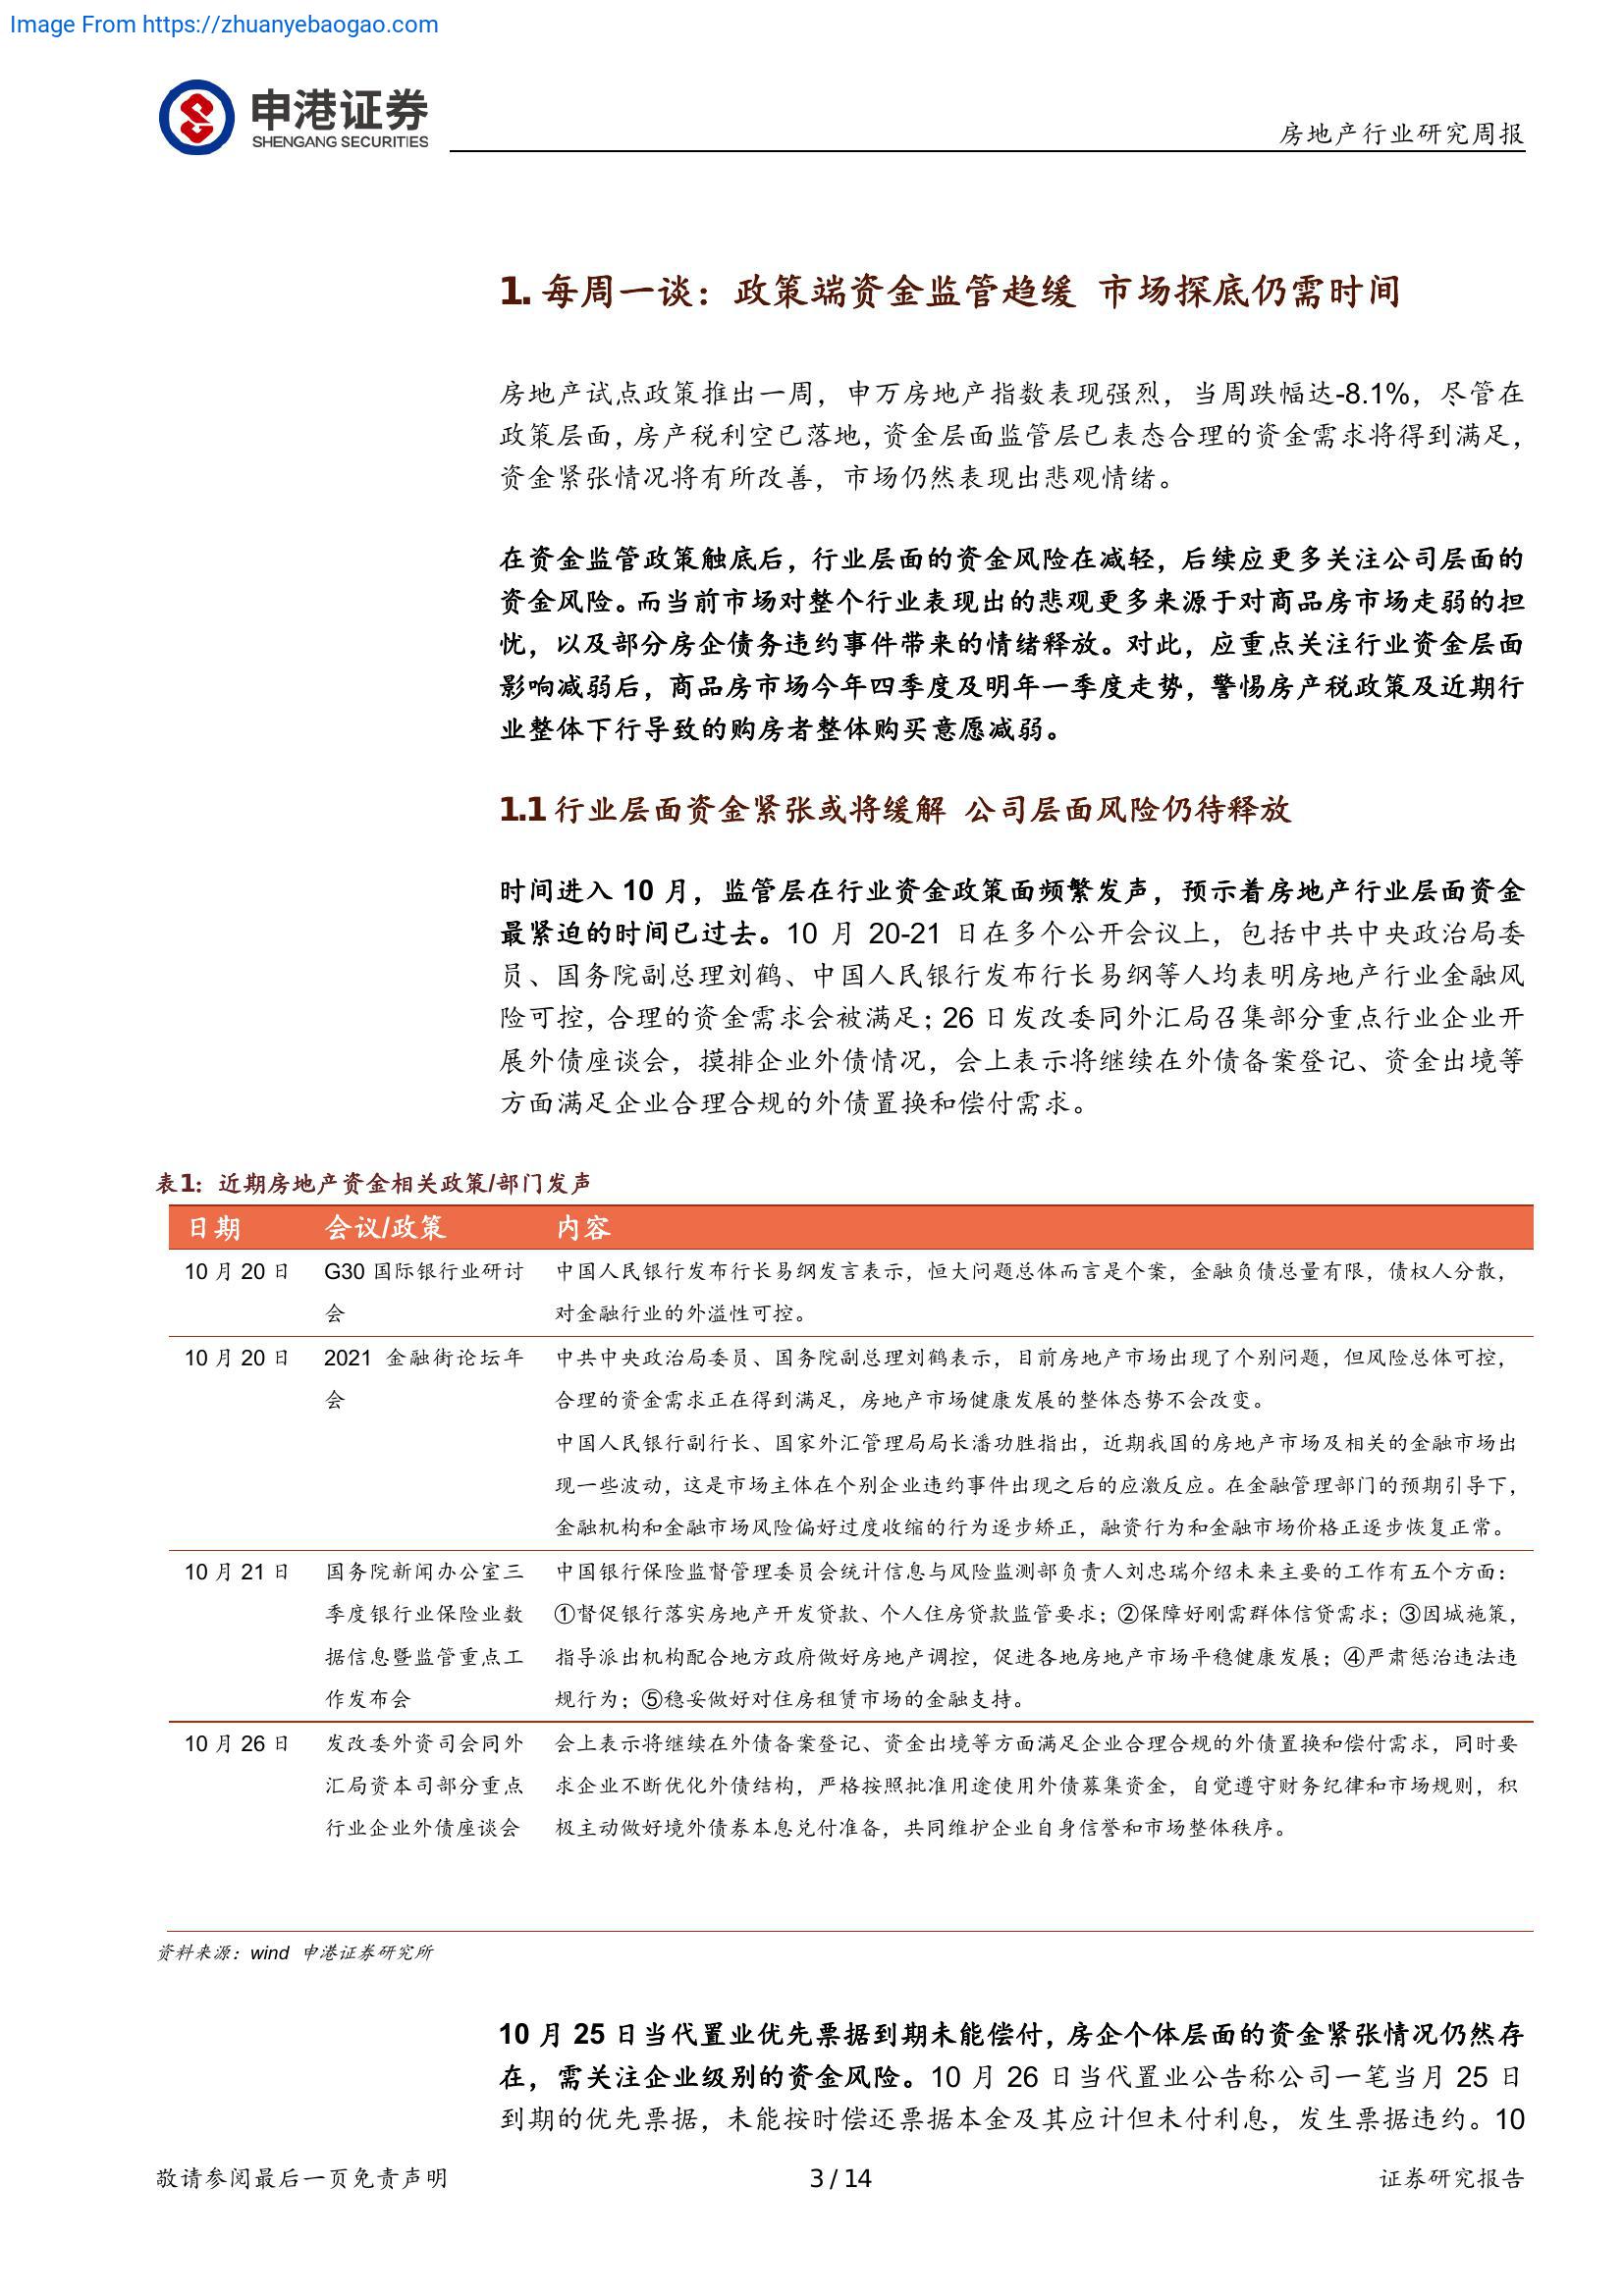 Image From https://zhuanyebaogao.com
申港证券
SHENGANG SECURITIES
房地产行业研究周报
1. 每周一谈：政策端资金监管趋缓 市场探底仍需时间
房地产试点政策推出一周，申万房地产指数表现强烈，当周跌幅达-8.1%，尽管在
政策层面，房产税利空已落地，资金层面监管层已表态合理的资金需求将得到满足，
资金紧张情况将有所改善，市场仍然表现出悲观情绪。
在资金监管政策触底后，行业层面的资金风险在减轻，后续应更多关注公司层面的
资金风险。而当前市场对整个行业表现出的悲观更多来源于对商品房市场走弱的担
忧，以及部分房企债务违约事件带来的情绪释放。对此，应重点关注行业资金层面
影响减弱后，商品房市场今年四季度及明年一季度走势，警惕房产税政策及近期行
业整体下行导致的购房者整体购买意愿减弱。
1.1 行业层面资金紧张或将缓解 公司层面风险仍待释放
时间进入 10 月，监管层在行业资金政策面频繁发声，预示着房地产行业层面资金
最紧迫的时间已过去。10 月 20-21 日在多个公开会议上，包括中共中央政治局委
员、国务院副总理刘鹤、中国人民银行发布行长易纲等人均表明房地产行业金融风
险可控，合理的资金需求会被满足；26 日发改委同外汇局召集部分重点行业企业开
展外债座谈会，摸排企业外债情况，会上表示将继续在外债备案登记、资金出境等
方面满足企业合理合规的外债置换和偿付需求。
表1：近期房地产资金相关政策/部门发声
日期 会议/政策 内容
10 月 20 日 G30 国际银行业研讨 中国人民银行发布行长易纲发言表示，恒大问题总体而言是个案，金融负债总量有限，债权人分散，
会 对金融行业的外溢性可控。
10 月 20 日 2021 金融街论坛年 中共中央政治局委员、国务院副总理刘鹤表示，目前房地产市场出现了个别问题，但风险总体可控，
会 合理的资金需求正在得到满足，房地产市场健康发展的整体态势不会改变。
中国人民银行副行长、国家外汇管理局局长潘功胜指出，近期我国的房地产市场及相关的金融市场出
现一些波动，这是市场主体在个别企业违约事件出现之后的应激反应。在金融管理部门的预期引导下，
金融机构和金融市场风险偏好过度收缩的行为逐步矫正，融资行为和金融市场价格正逐步恢复正常。
10 月 21 日 国务院新闻办公室三 中国银行保险监督管理委员会统计信息与风险监测部负责人刘忠瑞介绍未来主要的工作有五个方面：
季度银行业保险业数 ①督促银行落实房地产开发贷款、个人住房贷款监管要求；②保障好刚需群体信贷需求；③因城施策，
据信息暨监管重点工 指导派出机构配合地方政府做好房地产调控，促进各地房地产市场平稳健康发展；④严肃惩治违法违
作发布会 规行为；⑤稳妥做好对住房租赁市场的金融支持。
10 月 26 日 发改委外资司会同外 会上表示将继续在外债备案登记、资金出境等方面满足企业合理合规的外债置换和偿付需求，同时要
汇局资本司部分重点 求企业不断优化外债结构，严格按照批准用途使用外债募集资金，自觉遵守财务纪律和市场规则，积
行业企业外债座谈会 极主动做好境外债券本息兑付准备，共同维护企业自身信誉和市场整体秩序。
资料来源：wind 申港证券研究所
10 月 25 日当代置业优先票据到期未能偿付，房企个体层面的资金紧张情况仍然存
在，需关注企业级别的资金风险。10 月 26 日当代置业公告称公司一笔当月 25 日
到期的优先票据，未能按时偿还票据本金及其应计但未付利息，发生票据违约。10
敬请参阅最后一页免责声明 3 / 14 证券研究报告